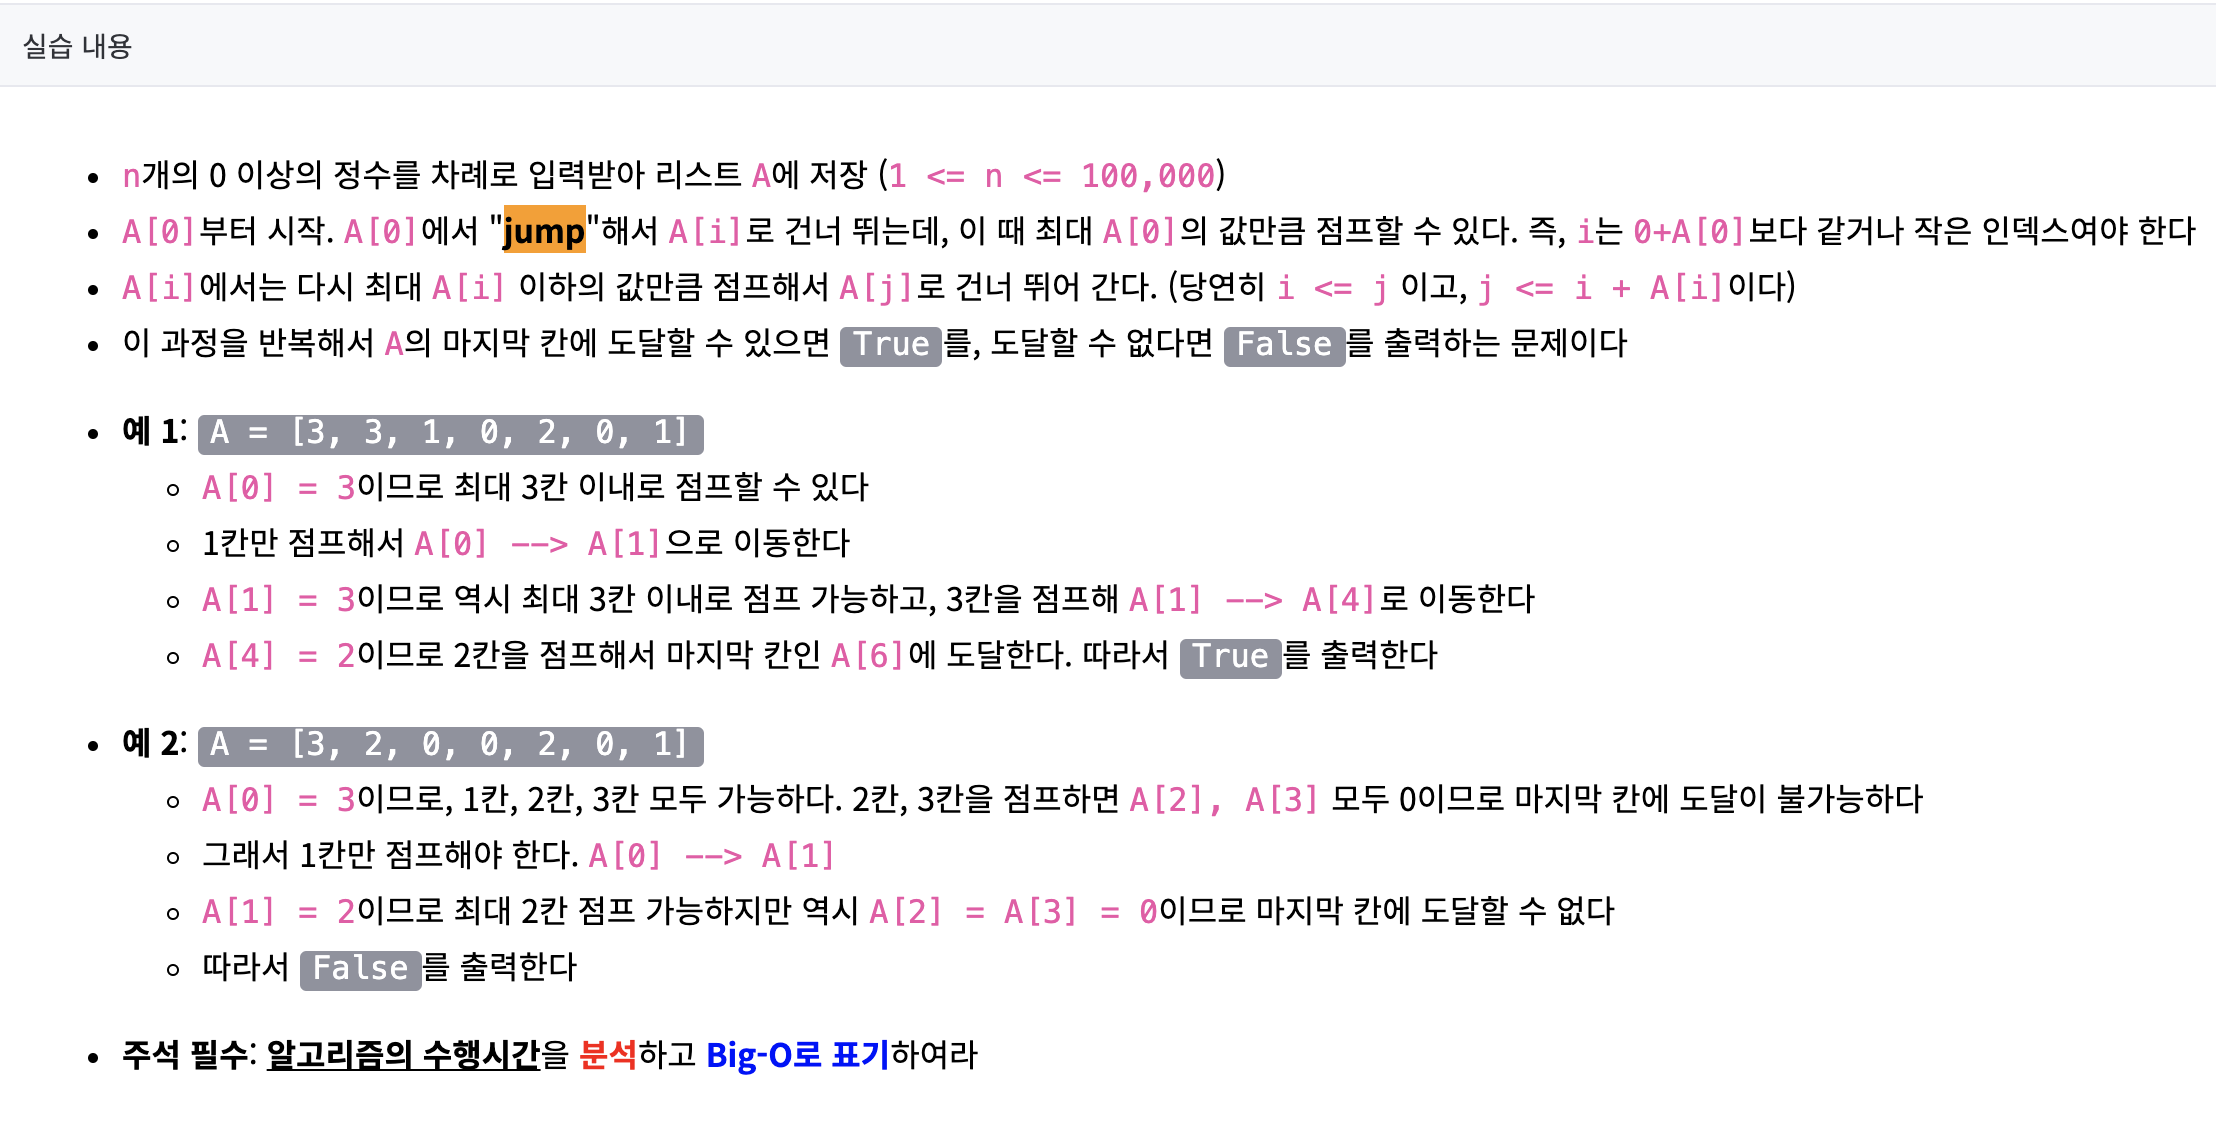 실습 내용
n개의 0 이상의 정수를 차례로 입력받아 리스트 A에 저장 (1 <= n <= 100,000)
A[0]부터 시작. A[0]에서 "jump"해서 A[i]로 건너 뛰는데, 이 때 최대 A[0]의 값만큼 점프할 수 있다. 즉, i는 0+A[0]보다 같거나 작은 인덱스여야 한다
A[i]에서는 다시 최대 A[i] 이하의 값만큼 점프해서 A[j]로 건너 뛰어 간다. (당연히 i <= j 이고, j <= i + A[i]이다)
이 과정을 반복해서 A의 마지막 칸에 도달할 수 있으면 True를, 도달할 수 없다면 False를 출력하는 문제이다
예 1: A = [3, 3, 1, 0, 2, 0, 1]
A[0] = 3이므로 최대 3칸 이내로 점프할 수 있다
1칸만 점프해서 A[0] --> A[1]으로 이동한다
A[1] = 3이므로 역시 최대 3칸 이내로 점프 가능하고, 3칸을 점프해 A[1] --> A[4]로 이동한다
A[4] = 2이므로 2칸을 점프해서 마지막 칸인 A[6]에 도달한다. 따라서 True를 출력한다
예 2: A = [3, 2, 0, 0, 2, 0, 1]
A[0] = 3이므로, 1칸, 2칸, 3칸 모두 가능하다. 2칸, 3칸을 점프하면 A[2], A[3] 모두 0이므로 마지막 칸에 도달이 불가능하다
그래서 1칸만 점프해야 한다. A[0] --> A[1]
A[1] = 2이므로 최대 2칸 점프 가능하지만 역시 A[2] = A[3] = 0이므로 마지막 칸에 도달할 수 없다
따라서 False를 출력한다
주석 필수: 알고리즘의 수행시간을 분석하고 Big-O로 표기하여라